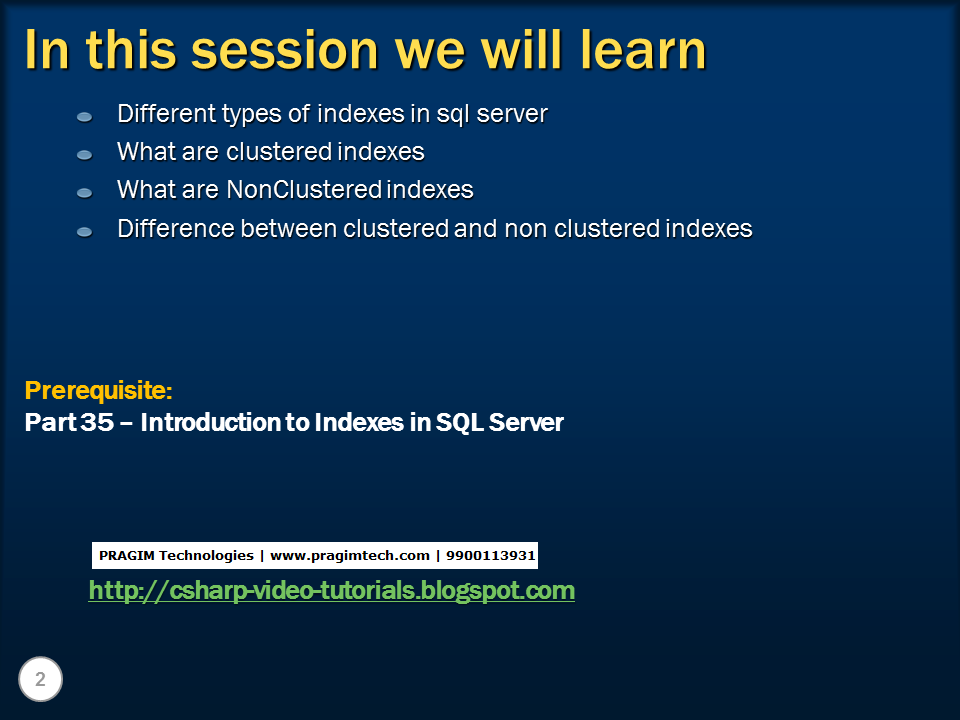 In this session we will learn
Different types of indexes in sql server
What are clustered indexes
What are NonClustered indexes
Difference between clustered and non clustered indexes
Prerequisite:
Part 35 – Introduction to Indexes in SQL Server
PRAGIM Technologies | www.pragimtech.com | 9900113931
http://csharp-video-tutorials.blogspot.com
2